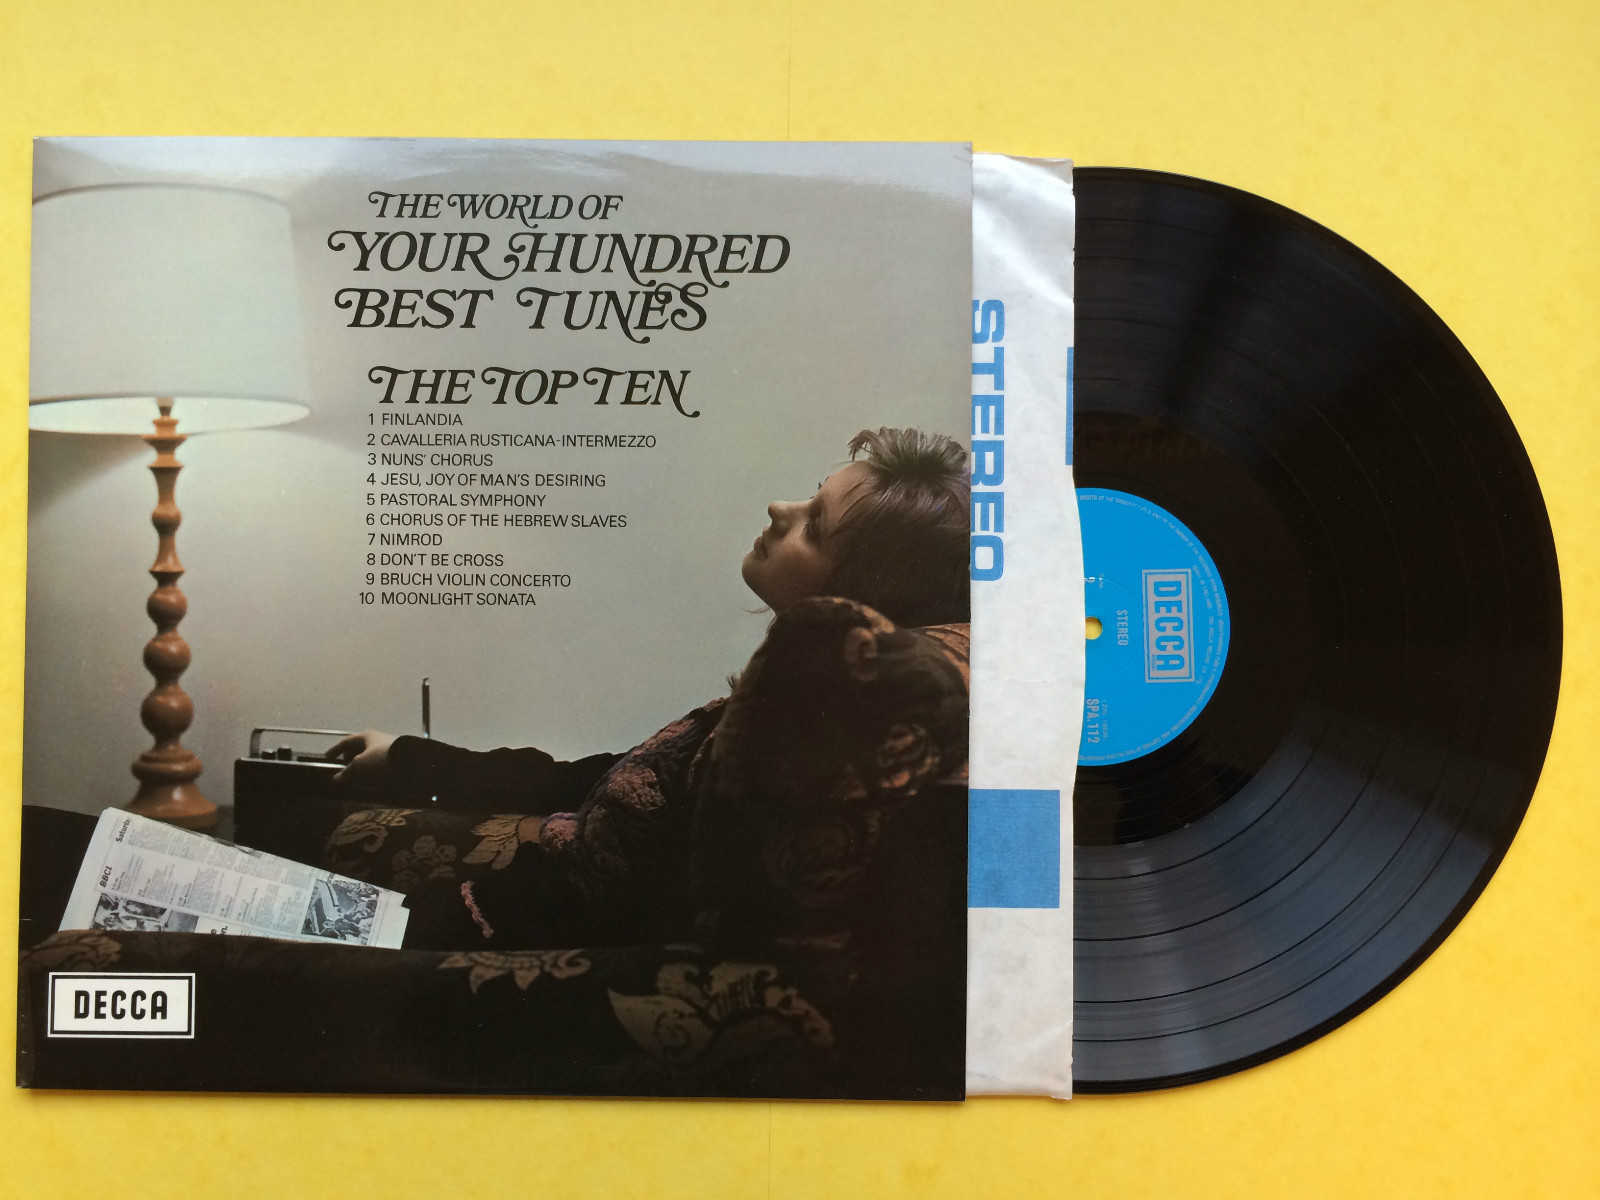 THE WORLD OF
YOUR HUNDRED
BEST TUNES
THE TOP TEN
1 FINLANDIA
2 CAVALLERIA RUSTICANA-INTERMEZZO
3 NUNS' CHORUS
4 JESU, JOY OF MAN'S DESIRING
5 PASTORAL SYMPHONY
6 CHORUS OF THE HEBREW SLAVES
7 NIMROD
8 DON'T BE CROSS
9 BRUCH VIOLIN CONCERTO
10 MOONLIGHT SONATA
BBC1
DECCA
STEREO
DECCA
STEREO
2
SPA.112